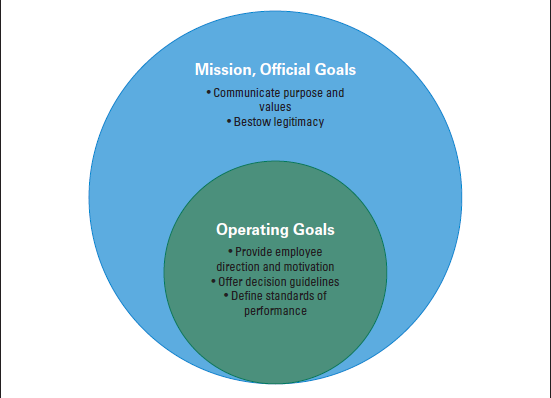 Mission, Official Goals
• Communicate purpose and
values
• Bestow legitimacy
Operating Goals
• Provide employee
direction and motivation
• Offer decision guidelines
• Define standards of
performance